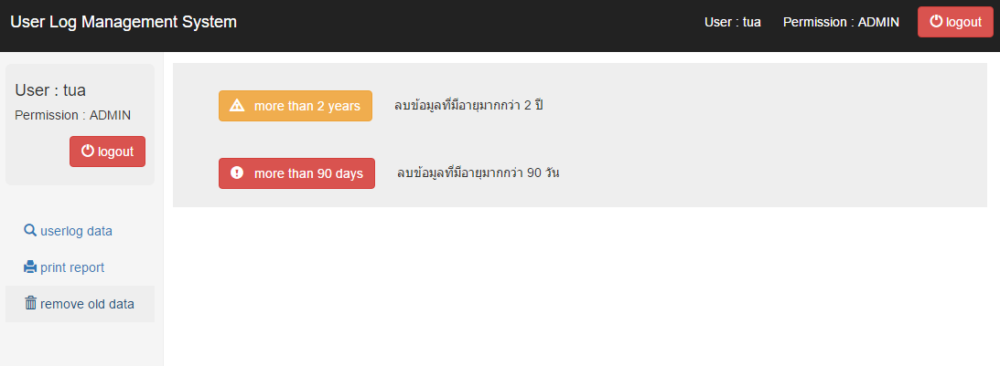 User Log Management System
User : tua
Permission : ADMIN
logout
User : tua
Permission : ADMIN
logout
userlog data
print report
remove old data
more than 2 years
ลบข้อมูลที่มีอายุมากกว่า 2 ปี
more than 90 days
ลบข้อมูลที่มีอายุมากกว่า 90 วัน